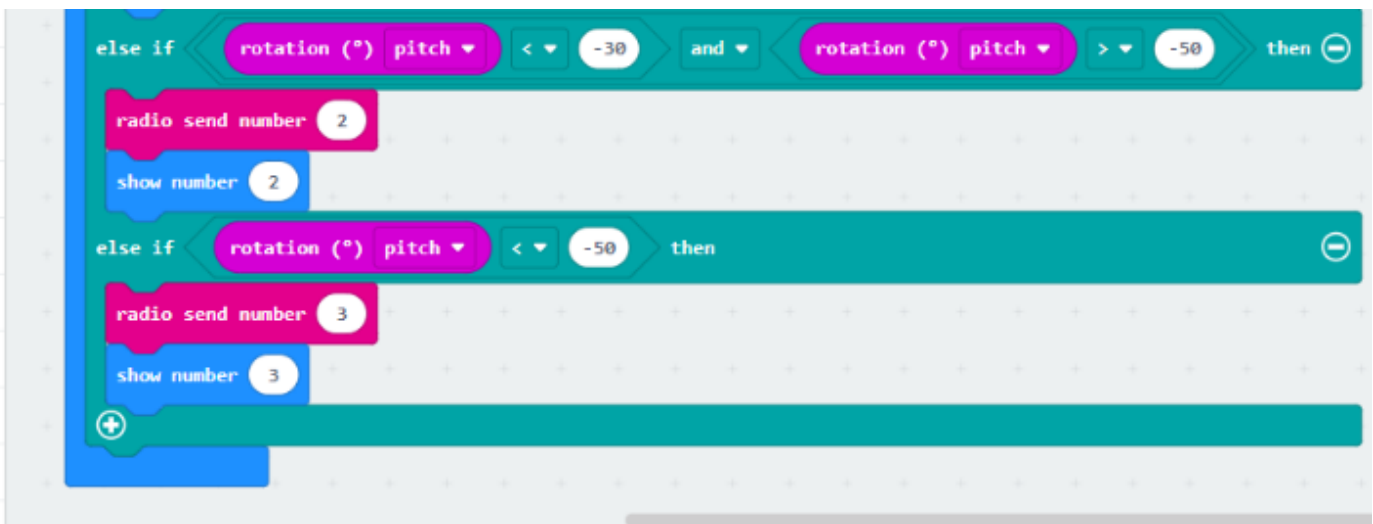 else if rotation (°) pitch < -30 and rotation (°) pitch > -50 then
radio send number 2
show number 2
else if rotation (°) pitch < -50 then
radio send number 3
show number 3